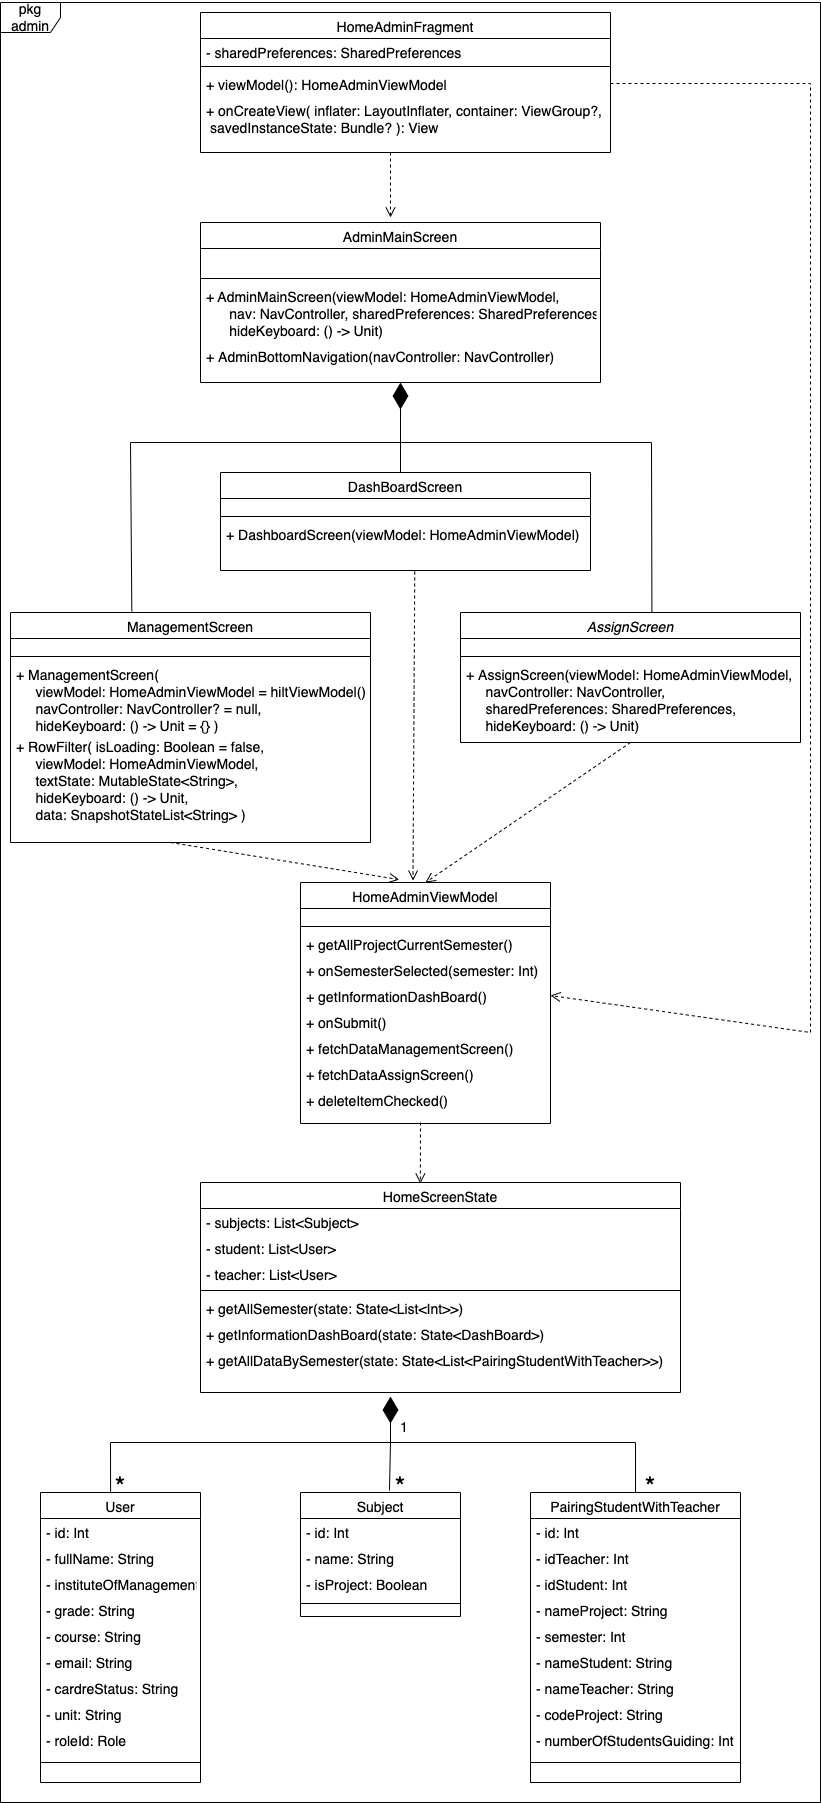 pkg
admin
HomeAdminFragment
- sharedPreferences: SharedPreferences
+ viewModel(): HomeAdminViewModel
+ onCreateView( inflater: LayoutInflater, container: ViewGroup?,
savedInstanceState: Bundle? ): View
AdminMainScreen
+ AdminMainScreen(viewModel: HomeAdminViewModel,
nav: NavController, sharedPreferences: SharedPreferences
hideKeyboard: () -> Unit)
+ AdminBottomNavigation(navController: NavController)
DashBoardScreen
+ DashboardScreen(viewModel: HomeAdminViewModel)
ManagementScreen
+ ManagementScreen(
viewModel: HomeAdminViewModel = hiltViewModel()
navController: NavController? = null,
hideKeyboard: () -> Unit = {} )
+ RowFilter( isLoading: Boolean = false,
viewModel: HomeAdminViewModel,
textState: MutableState<String>,
hideKeyboard: () -> Unit,
data: SnapshotStateList<String> )
AssignScreen
+ AssignScreen(viewModel: HomeAdminViewModel,
navController: NavController,
sharedPreferences: SharedPreferences,
hideKeyboard: () -> Unit)
HomeAdminViewModel
+ getAllProjectCurrentSemester()
+ onSemesterSelected(semester: Int)
+ getInformationDashBoard()
+ onSubmit()
+ fetchDataManagementScreen()
+ fetchDataAssignScreen()
+ deleteItemChecked()
HomeScreenState
- subjects: List<Subject>
- student: List<User>
- teacher: List<User>
+ getAllSemester(state: State<List<Int>>)
+ getInformationDashBoard(state: State<DashBoard>)
+ getAllDataBySemester(state: State<List<PairingStudentWithTeacher>>)
1
*
*
*
User
- id: Int
- fullName: String
- instituteOfManagement
- grade: String
- course: String
- email: String
- cardreStatus: String
- unit: String
- roleId: Role
Subject
- id: Int
- name: String
- isProject: Boolean
PairingStudentWithTeacher
- id: Int
- idTeacher: Int
- idStudent: Int
- nameProject: String
- semester: Int
- nameStudent: String
- nameTeacher: String
- codeProject: String
- numberOfStudentsGuiding: Int